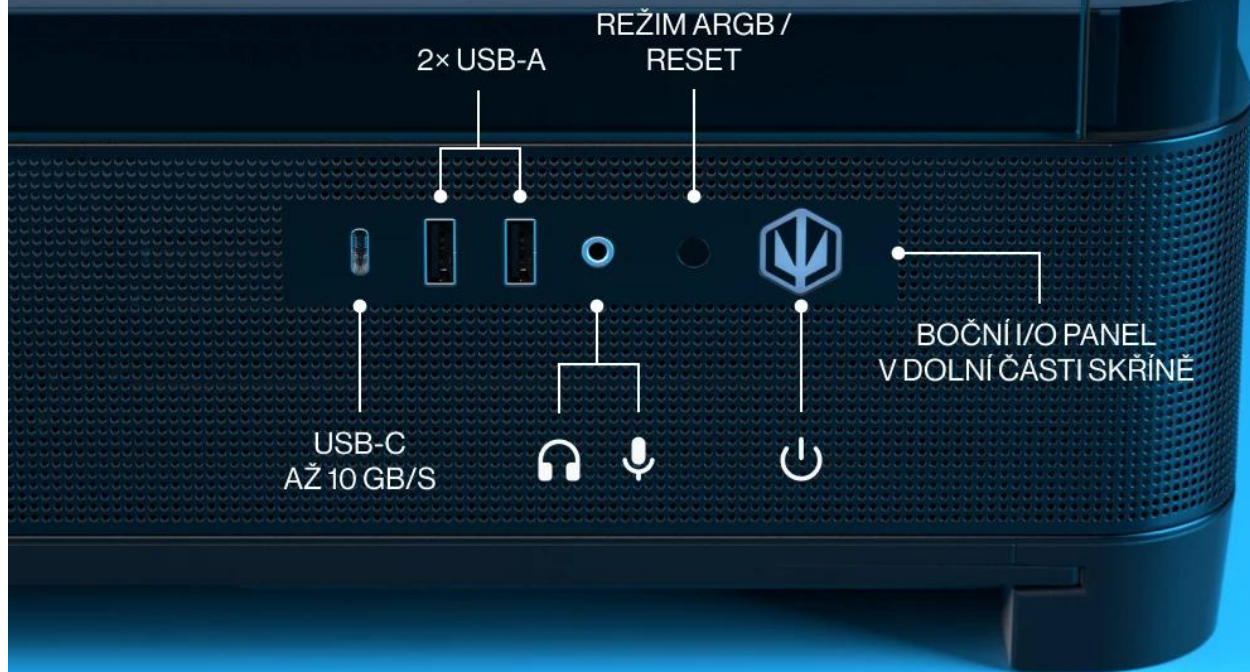 REŽIM ARGB /
RESET
2× USB-A
BOČNÍ I/O PANEL
V DOLNÍ ČÁSTI SKŘÍNĚ
USB-C
AŽ 10 GB/S